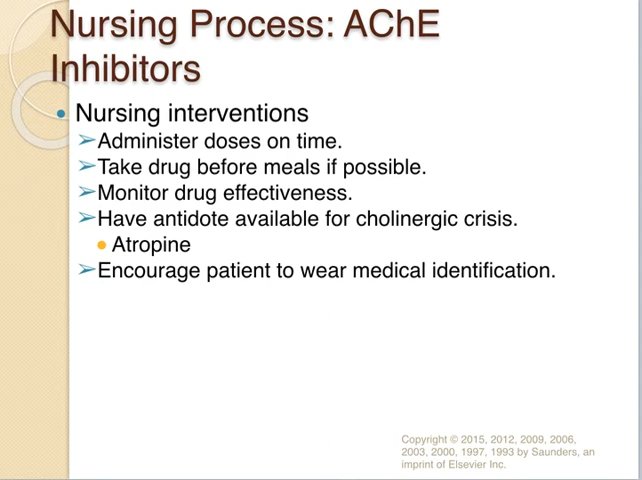 Nursing Process: AChE
Inhibitors
• Nursing interventions
➢Administer doses on time.
➢Take drug before meals if possible.
➢Monitor drug effectiveness.
➢Have antidote available for cholinergic crisis.
• Atropine
➢Encourage patient to wear medical identification.
Copyright © 2015, 2012, 2009, 2006,
2003, 2000, 1997, 1993 by Saunders, an
imprint of Elsevier Inc.